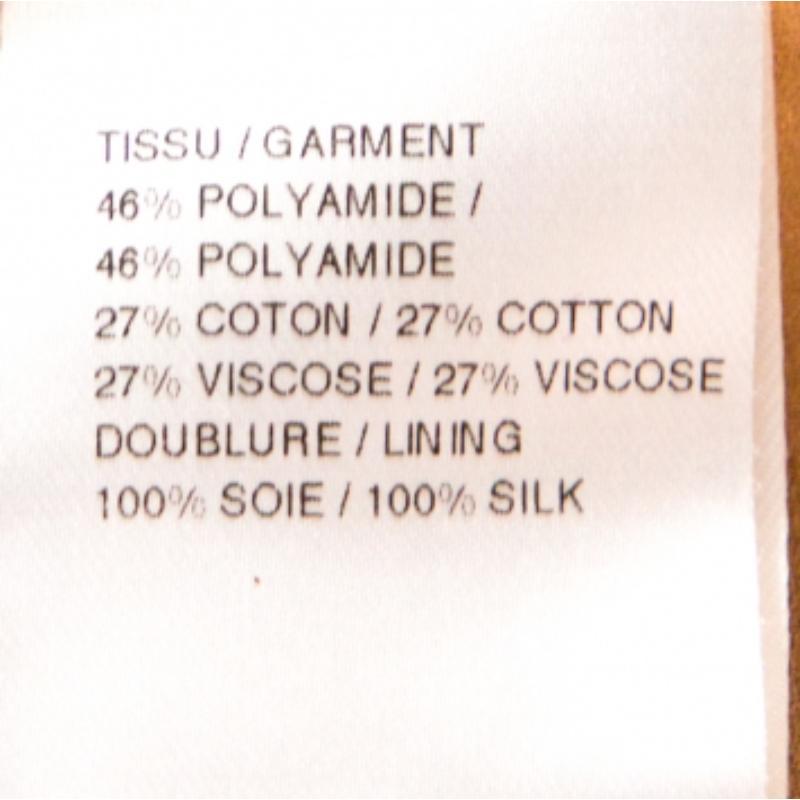 TISSU / GARMENT
46% POLYAMIDE /
46% POLYAMIDE
27% COTON / 27% COTTON
27% VISCOSE / 27% VISCOSE
DOUBLURE / LINING
100% SOIE / 100% SILK